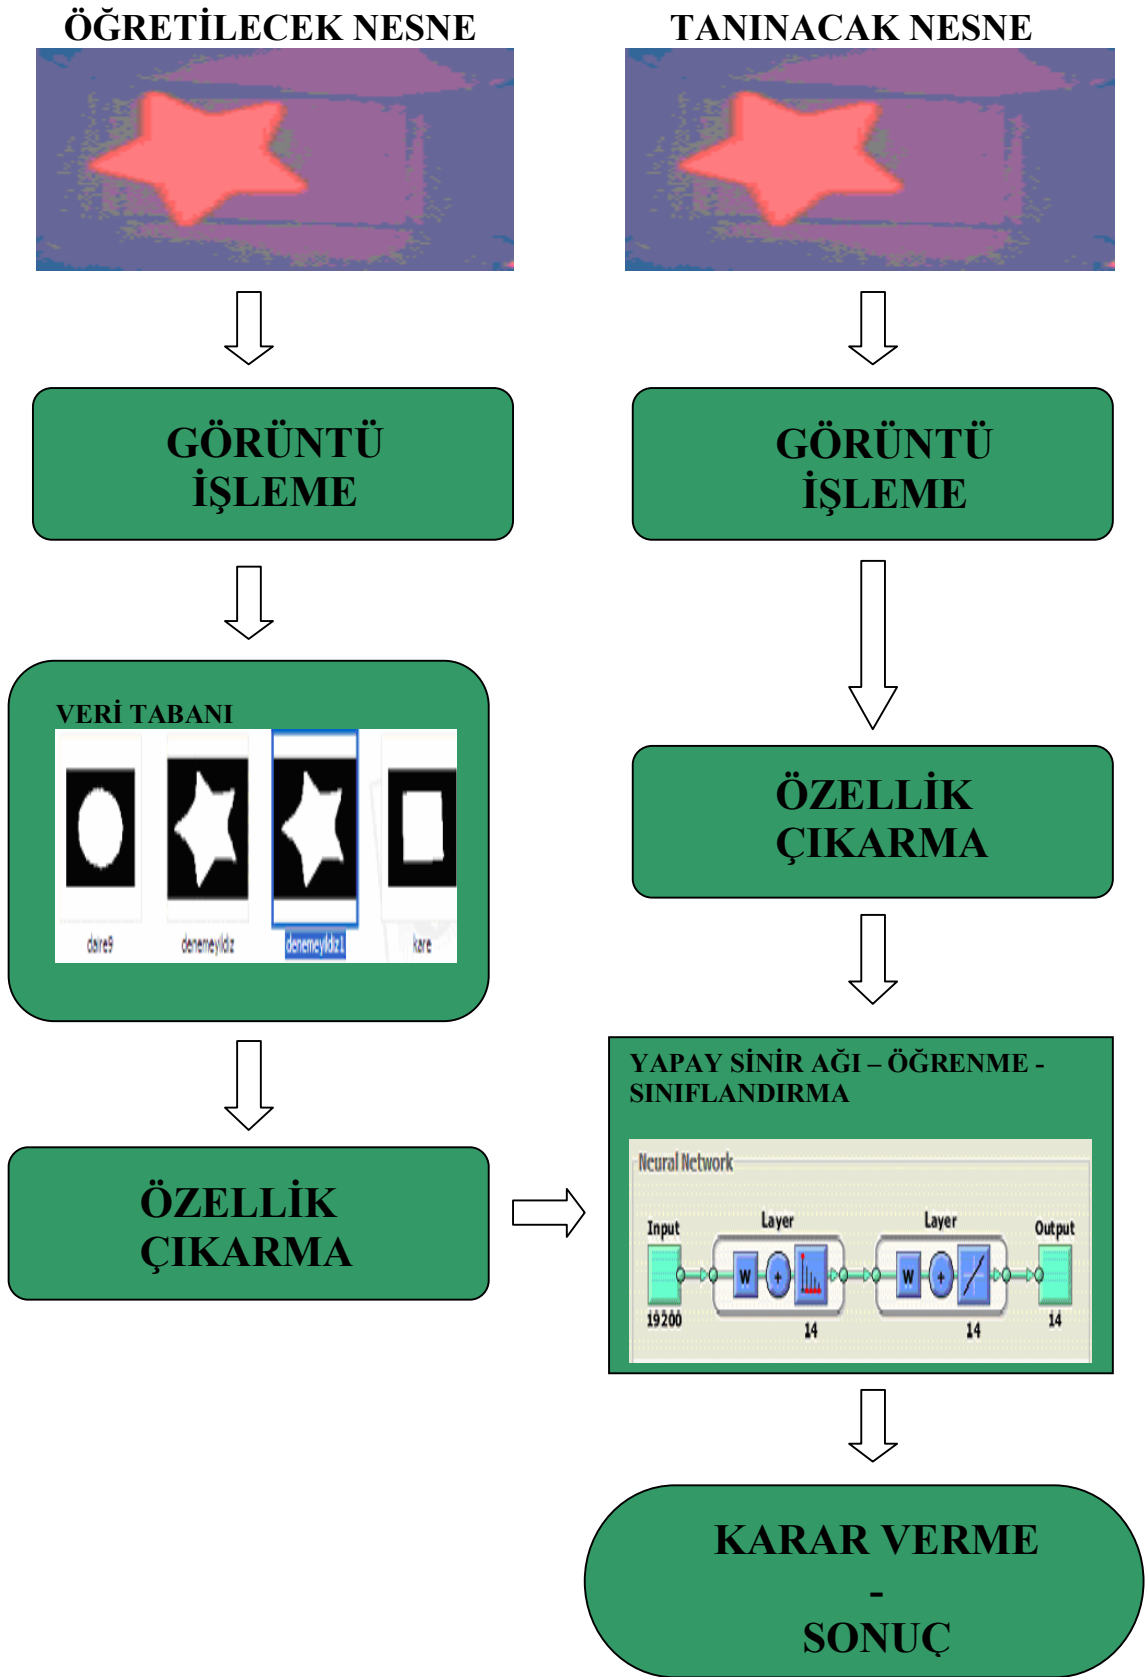 ÖĞRETİLECEK NESNE
TANINACAK NESNE
GÖRÜNTÜ
İŞLEME
GÖRÜNTÜ
İŞLEME
VERİ TABANI
daire9
denemeyildiz
denemeyildiz1
kare
ÖZELLİK
ÇIKARMA
ÖZELLİK
ÇIKARMA
YAPAY SİNİR AĞI – ÖĞRENME -
SINIFLANDIRMA
Neural Network
Input
Layer
Layer
Output
W
+
W
+
19200
14
14
14
KARAR VERME
-
SONUÇ